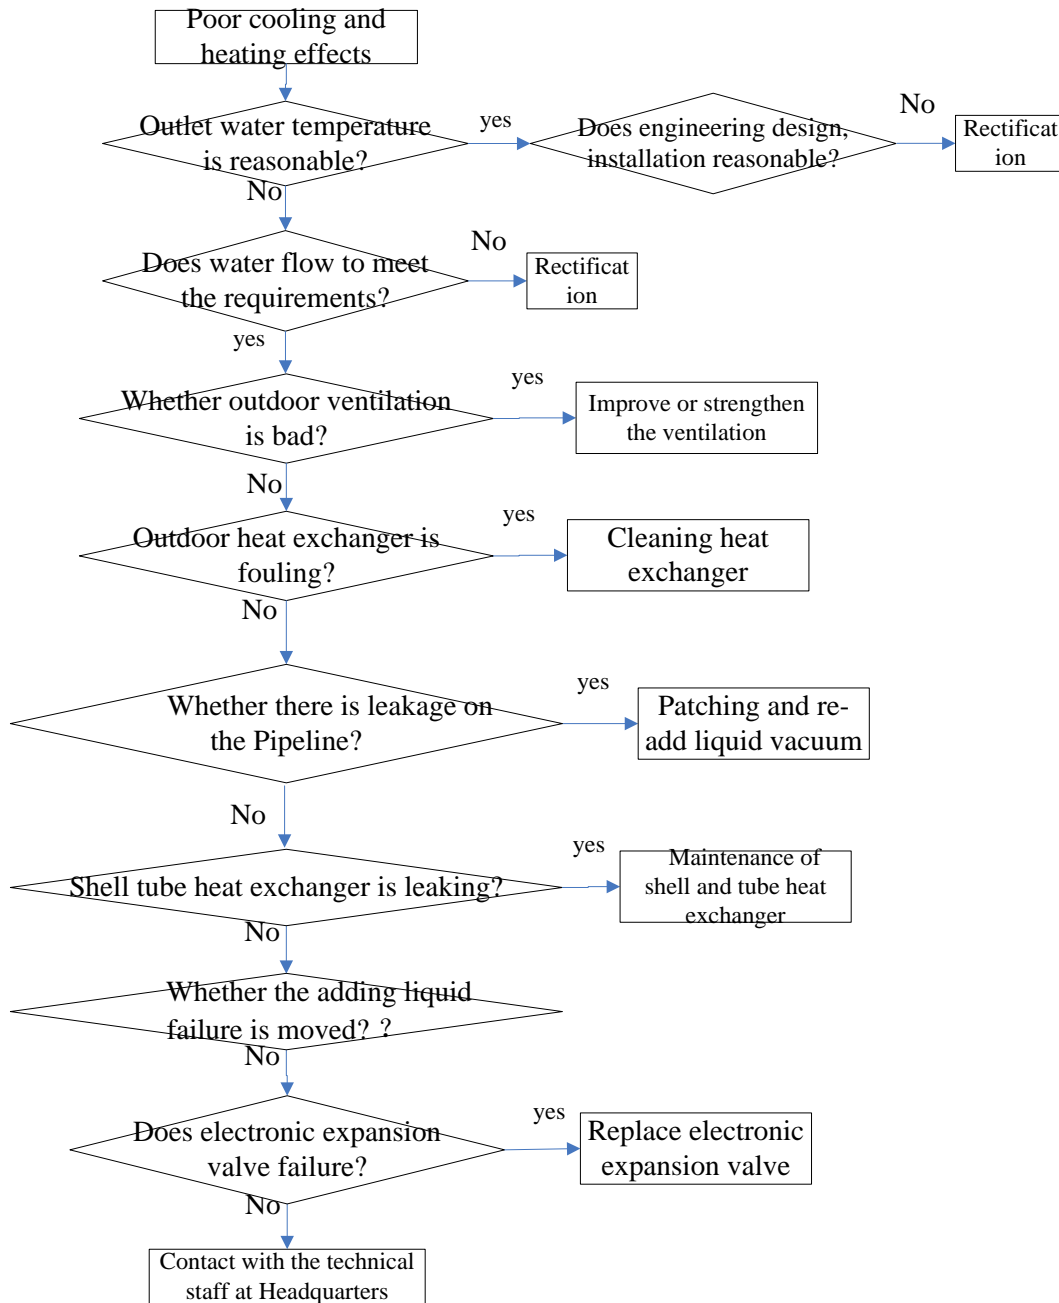 Poor cooling and
heating effects
Outlet water temperature
is reasonable?
yes
Does engineering design,
installation reasonable?
No
Rectificat
ion
No
Does water flow to meet
the requirements?
No
Rectificat
ion
yes
Whether outdoor ventilation
is bad?
yes
Improve or strengthen
the ventilation
No
Outdoor heat exchanger is
fouling?
yes
Cleaning heat
exchanger
No
Whether there is leakage on
the Pipeline?
yes
Patching and re-
add liquid vacuum
No
Shell tube heat exchanger is leaking?
yes
Maintenance of
shell and tube heat
exchanger
No
Whether the adding liquid
failure is moved? ?
No
Does electronic expansion
valve failure?
yes
Replace electronic
expansion valve
No
Contact with the technical
staff at Headquarters